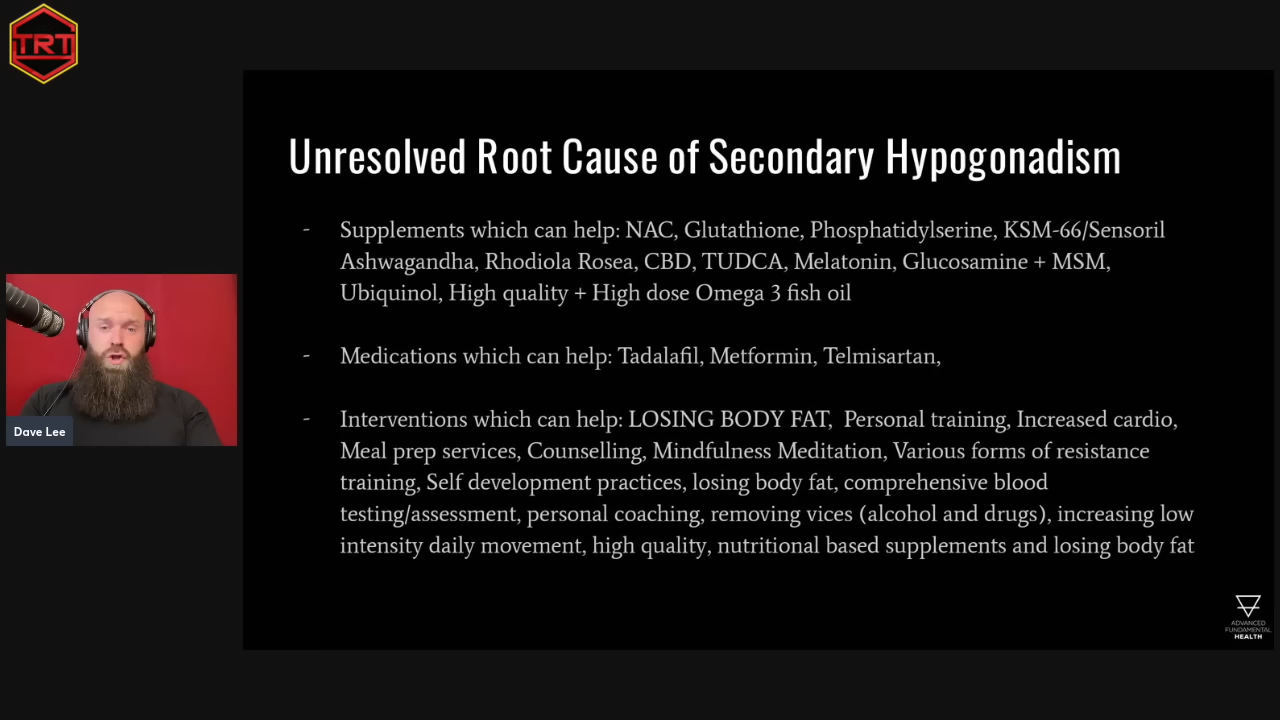 TRT
Unresolved Root Cause of Secondary Hypogonadism
- Supplements which can help: NAC, Glutathione, Phosphatidylserine, KSM-66/Sensoril
Ashwagandha, Rhodiola Rosea, CBD, TUDCA, Melatonin, Glucosamine + MSM,
Ubiquinol, High quality + High dose Omega 3 fish oil
- Medications which can help: Tadalafil, Metformin, Telmisartan,
- Interventions which can help: LOSING BODY FAT, Personal training, Increased cardio,
Meal prep services, Counselling, Mindfulness Meditation, Various forms of resistance
training, Self development practices, losing body fat, comprehensive blood
testing/assessment, personal coaching, removing vices (alcohol and drugs), increasing low
intensity daily movement, high quality, nutritional based supplements and losing body fat
Dave Lee
ADVANCED
FUNDAMENTAL
HEALTH